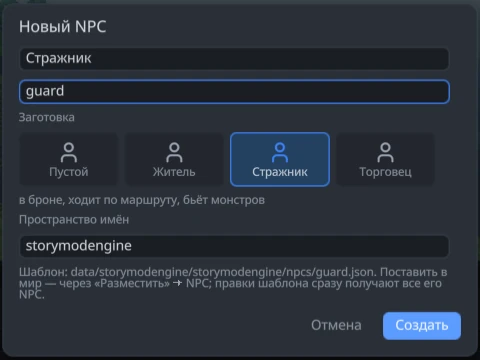 Новый NPC
Стражник
guard
Заготовка
Пустой
Житель
Стражник
Торговец
в броне, ходит по маршруту, бьёт монстров
Пространство имён
storymodengine
Шаблон: data/storymodengine/storymodengine/npcs/guard.json. Поставить в
мир — через «Разместить» → NPC; правки шаблона сразу получают все его
NPC.
Отмена
Создать